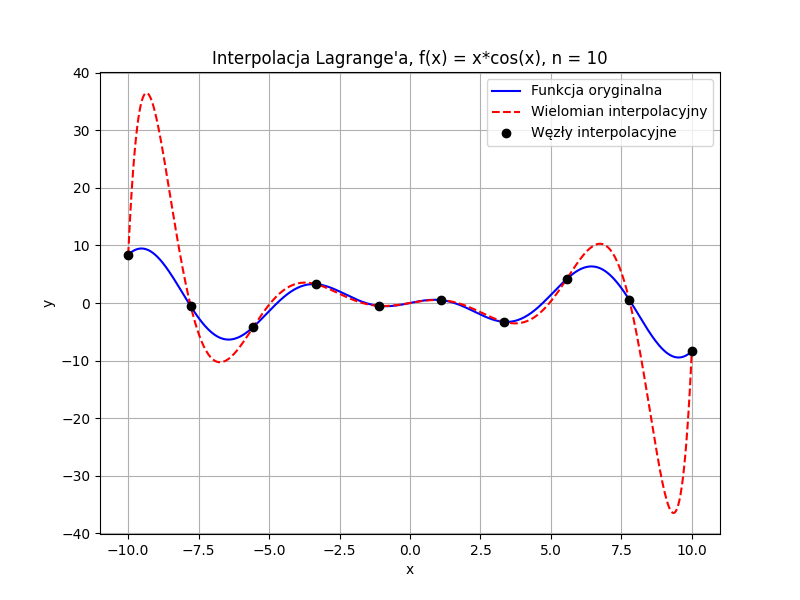 Interpolacja Lagrange'a, f(x) = x*cos(x), n = 10
Funkcja oryginalna
Wielomian interpolacyjny
Węzły interpolacyjne
40
30
20
10
0
−10
−20
−30
−40
y
−10.0 −7.5 −5.0 −2.5 0.0 2.5 5.0 7.5 10.0
x